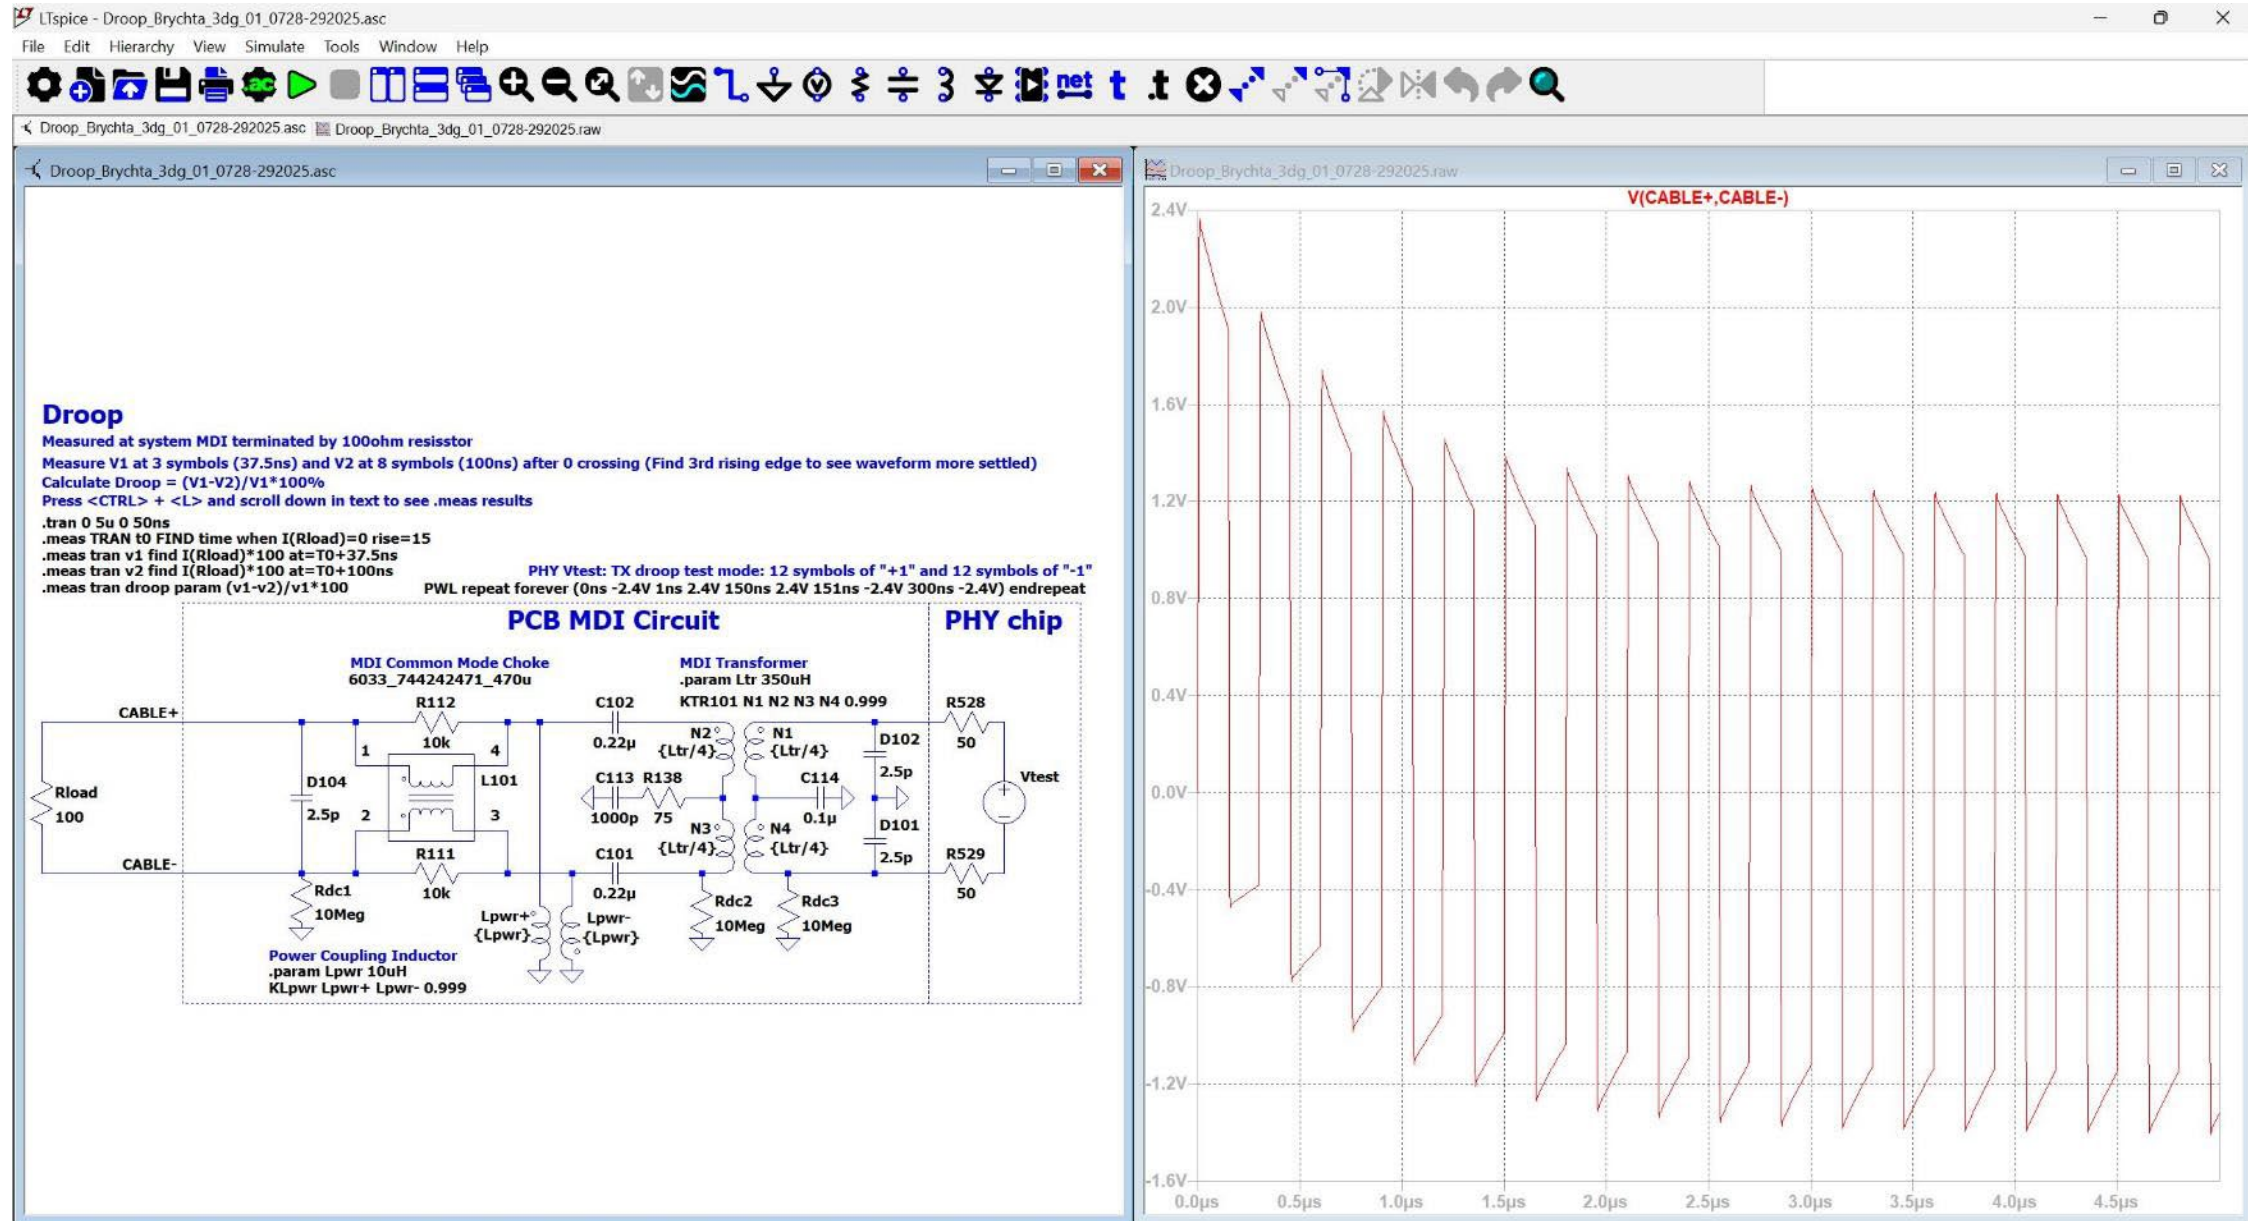 LTspice - Droop_Brychta_3dg_01_0728-292025.asc
File Edit Hierarchy View Simulate Tools Window Help
.ac
net t .t
Droop_Brychta_3dg_01_0728-292025.asc Droop_Brychta_3dg_01_0728-292025.raw
Droop_Brychta_3dg_01_0728-292025.asc
Droop
Measured at system MDI terminated by 100ohm resisstor
Measure V1 at 3 symbols (37.5ns) and V2 at 8 symbols (100ns) after 0 crossing (Find 3rd rising edge to see waveform more settled)
Calculate Droop = (V1-V2)/V1*100%
Press <CTRL> + <L> and scroll down in text to see .meas results
.tran 0 5u 0 50ns
.meas TRAN t0 FIND time when I(Rload)=0 rise=15
.meas tran v1 find I(Rload)*100 at=T0+37.5ns
.meas tran v2 find I(Rload)*100 at=T0+100ns
.meas tran droop param (v1-v2)/v1*100
PHY Vtest: TX droop test mode: 12 symbols of "+1" and 12 symbols of "-1"
PWL repeat forever (0ns -2.4V 1ns 2.4V 150ns 2.4V 151ns -2.4V 300ns -2.4V) endrepeat
PCB MDI Circuit
PHY chip
MDI Common Mode Choke
6033_744242471_470u
MDI Transformer
.param Ltr 350uH
KTR101 N1 N2 N3 N4 0.999
CABLE+
R112
10k
C102
0.22µ
N2
{Ltr/4}
N1
{Ltr/4}
D102
2.5p
R528
50
1
4
L101
2
3
Rload
100
D104
2.5p
C113 R138
1000p 75
C114
0.1µ
Vtest
+
−
N3
{Ltr/4}
N4
{Ltr/4}
D101
2.5p
CABLE-
R111
10k
C101
0.22µ
R529
50
Rdc1
10Meg
Lpwr+
{Lpwr}
Lpwr-
{Lpwr}
Rdc2
10Meg
Rdc3
10Meg
Power Coupling Inductor
.param Lpwr 10uH
KLpwr Lpwr+ Lpwr- 0.999
Droop_Brychta_3dg_01_0728-292025.raw
V(CABLE+,CABLE-)
2.4V
2.0V
1.6V
1.2V
0.8V
0.4V
0.0V
-0.4V
-0.8V
-1.2V
-1.6V
0.0µs 0.5µs 1.0µs 1.5µs 2.0µs 2.5µs 3.0µs 3.5µs 4.0µs 4.5µs